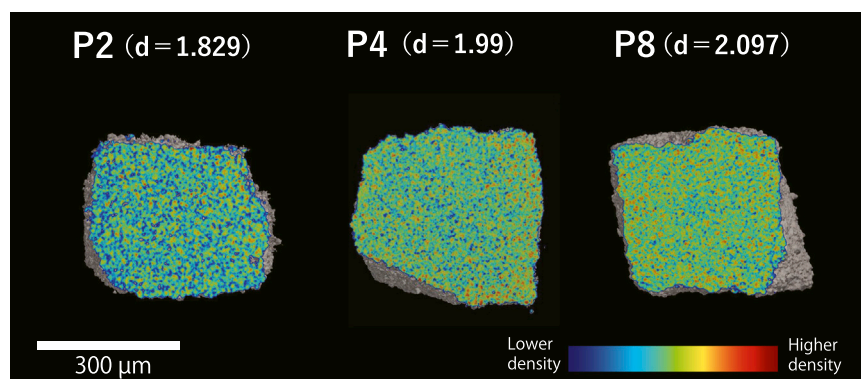 P2 (d=1.829)
P4 (d=1.99)
P8 (d=2.097)
300 μm
Lower
density
Higher
density